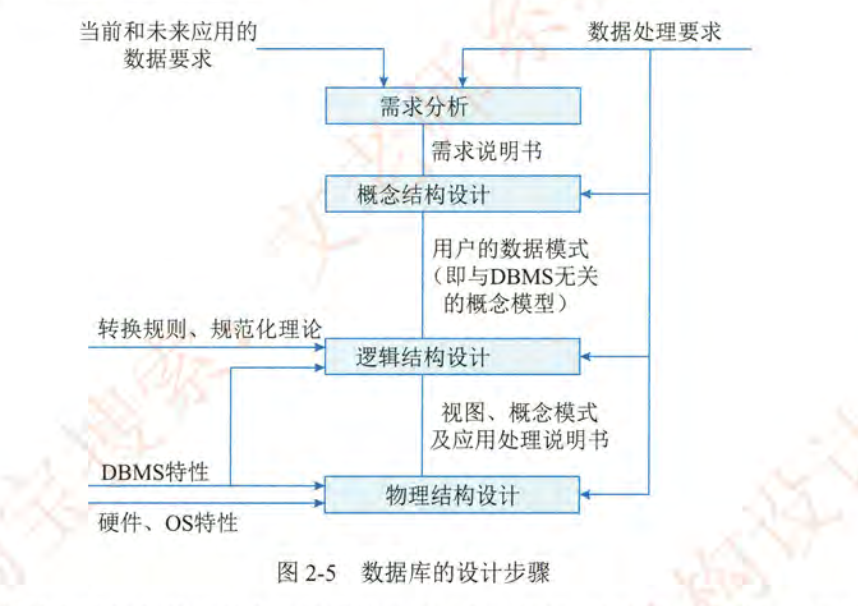 当前和未来应用的
数据要求
数据处理要求
需求分析
需求说明书
概念结构设计
用户的数据模式
（即与DBMS无关
的概念模型）
转换规则、规范化理论
逻辑结构设计
视图、概念模式
及应用处理说明书
DBMS特性
物理结构设计
硬件、OS特性
图 2-5 数据库的设计步骤